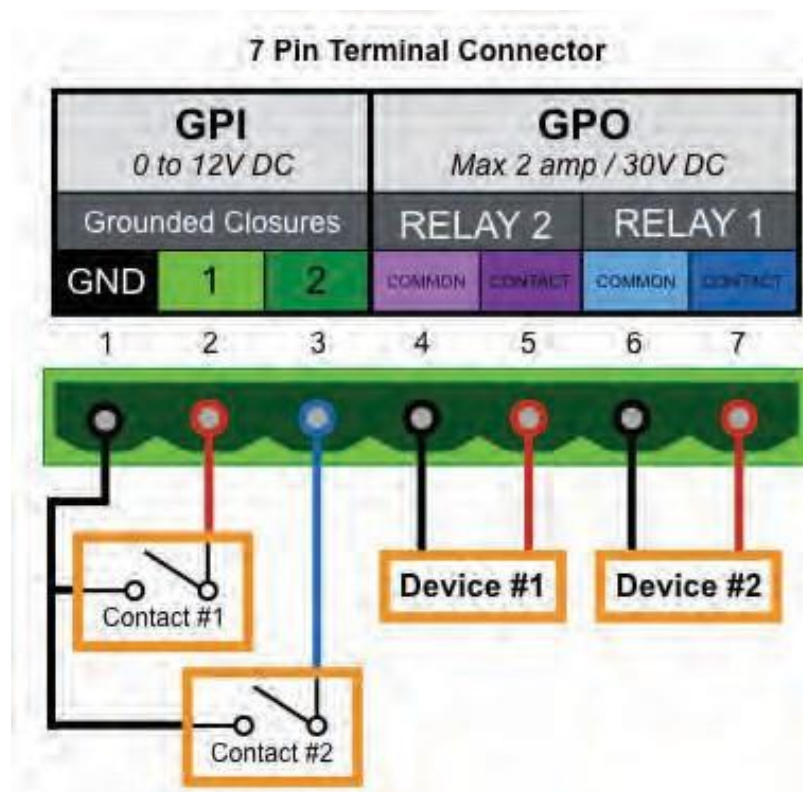 7 Pin Terminal Connector
GPI GPO
0 to 12V DC Max 2 amp / 30V DC
Grounded Closures RELAY 2 RELAY 1
GND 1 2 COMMON CONTACT COMMON CONTACT
1 2 3 4 5 6 7
Device #1 Device #2
Contact #1
Contact #2